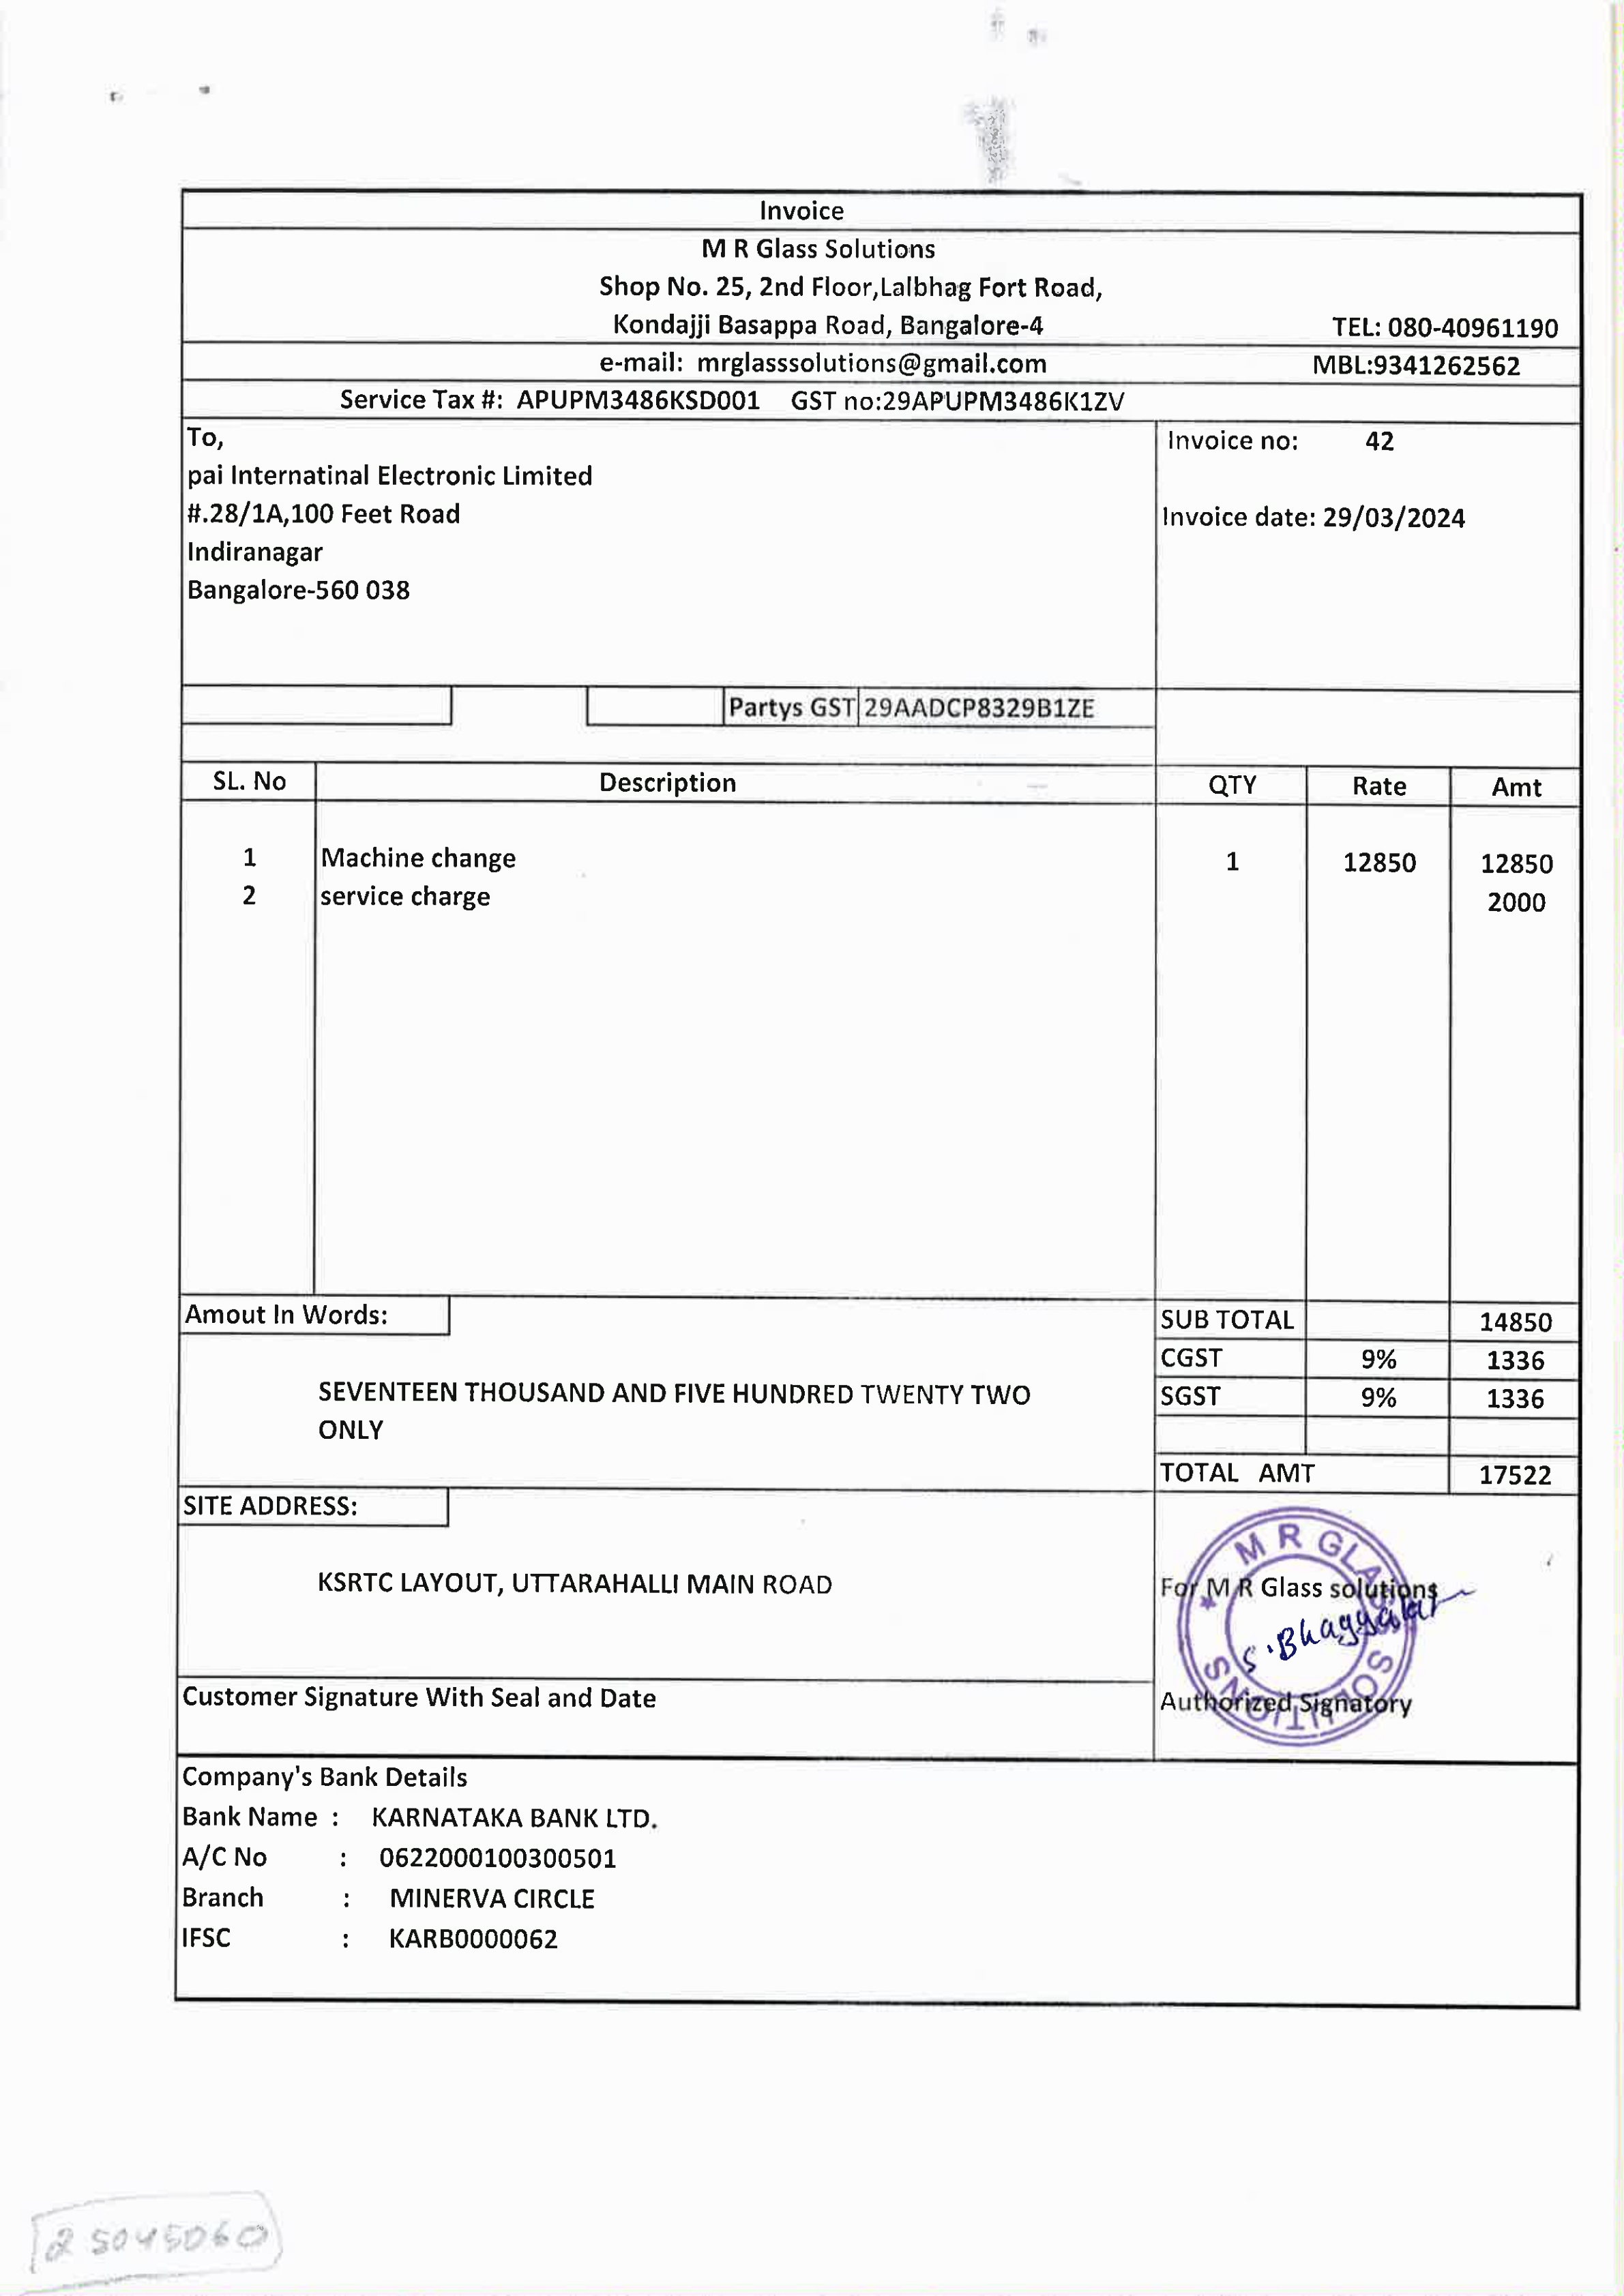 Invoice
M R Glass Solutions
Shop No. 25, 2nd Floor,Lalbhag Fort Road,
Kondajji Basappa Road, Bangalore-4 TEL: 080-40961190
e-mail: mrglasssolutions@gmail.com MBL:9341262562
Service Tax #: APUPM3486KSD001 GST no:29APUPM3486K1ZV
To,
pai Internatinal Electronic Limited
#.28/1A,100 Feet Road
Indiranagar
Bangalore-560 038
Invoice no: 42
Invoice date: 29/03/2024
Partys GST 29AADCP8329B1ZE
SL. No Description QTY Rate Amt
1 Machine change 1 12850 12850
2 service charge 2000
Amout In Words:
SEVENTEEN THOUSAND AND FIVE HUNDRED TWENTY TWO
ONLY
SUB TOTAL 14850
CGST 9% 1336
SGST 9% 1336
TOTAL AMT 17522
SITE ADDRESS:
KSRTC LAYOUT, UTTARAHALLI MAIN ROAD
For M R Glass solutions
M R GLASS SOLUTIONS
Authorized Signatory
Customer Signature With Seal and Date
Company's Bank Details
Bank Name : KARNATAKA BANK LTD.
A/C No : 0622000100300501
Branch : MINERVA CIRCLE
IFSC : KARB0000062
25045060